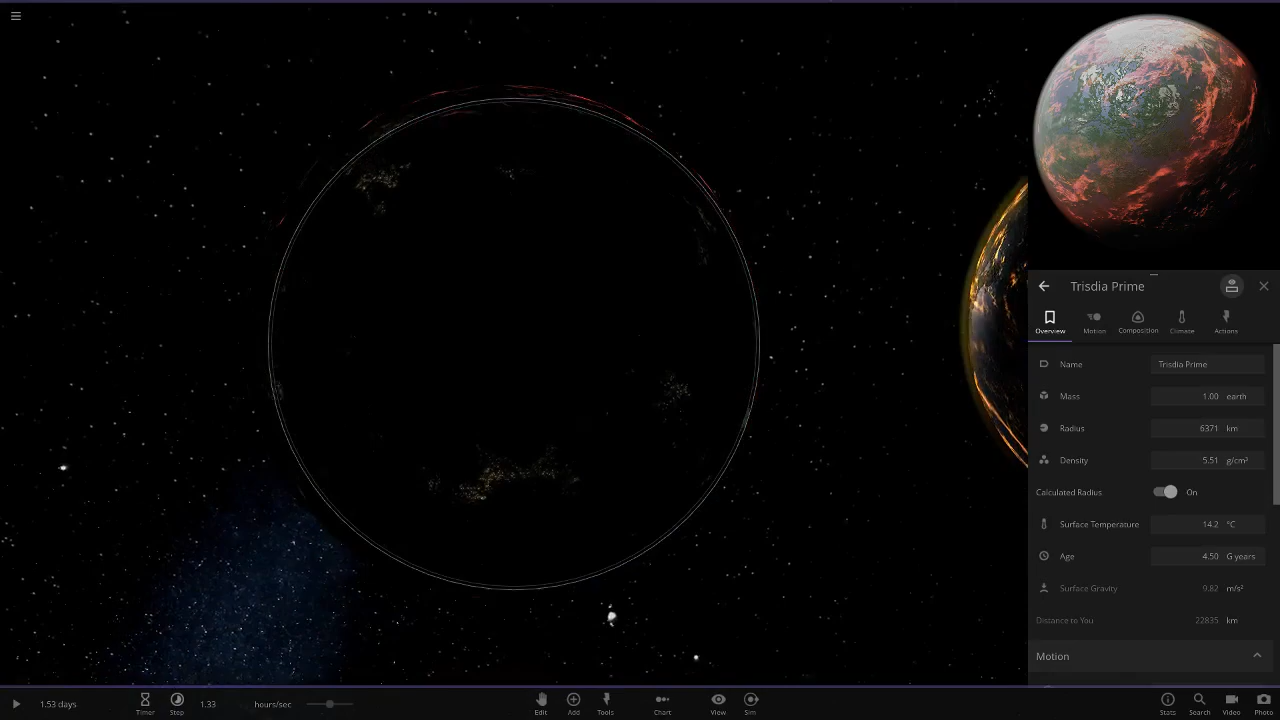 Trisdia Prime
Overview Motion Composition Climate Actions
Name Trisdia Prime
Mass 1.00 earth
Radius 6371 km
Density 5.51 g/cm³
Calculated Radius On
Surface Temperature 14.2 °C
Age 4.50 G years
Surface Gravity 9.82 m/s²
Distance to You 22835 km
Motion
1.53 days Timer Step 1.33 hours/sec Edit Add Tools Chart View Sim Stats Search Video Photo